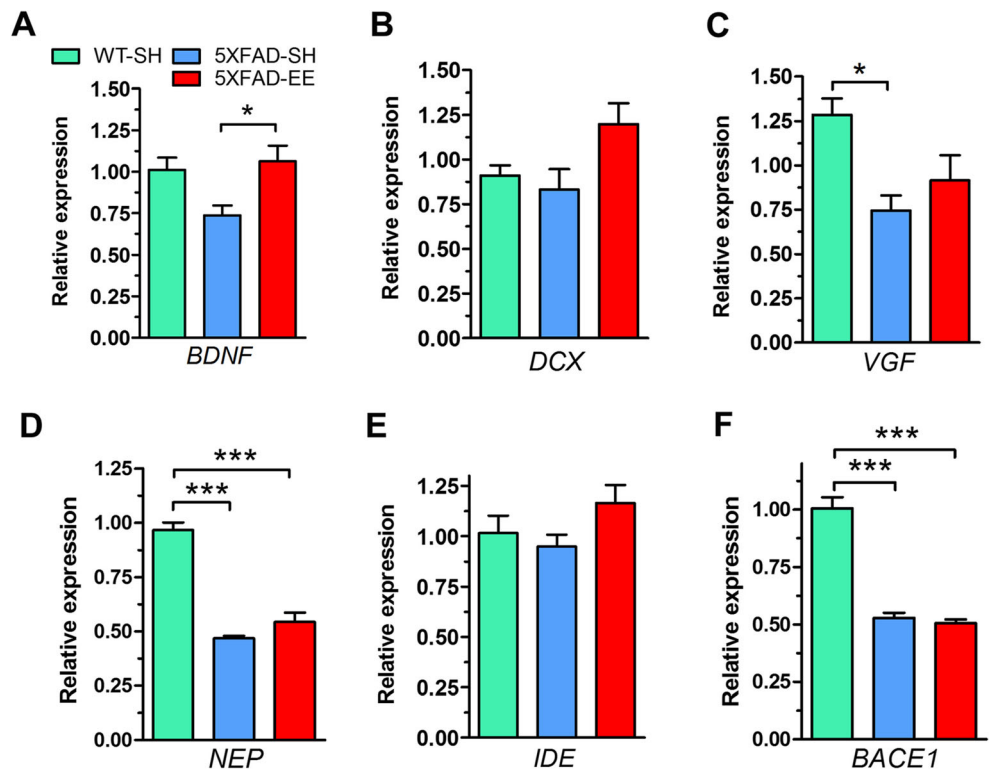 A
B
C
WT-SH 5XFAD-SH
5XFAD-EE
Relative expression
1.50
1.25
1.00
0.75
0.50
0.25
0.00
*
BDNF
Relative expression
1.50
1.25
1.00
0.75
0.50
0.25
0.00
DCX
Relative expression
1.50
1.25
1.00
0.75
0.50
0.25
0.00
*
VGF
D
E
F
Relative expression
1.25
1.00
0.75
0.50
0.25
0.00
***
***
NEP
Relative expression
1.25
1.00
0.75
0.50
0.25
0.00
IDE
Relative expression
1.00
0.75
0.50
0.25
0.00
***
***
BACE1